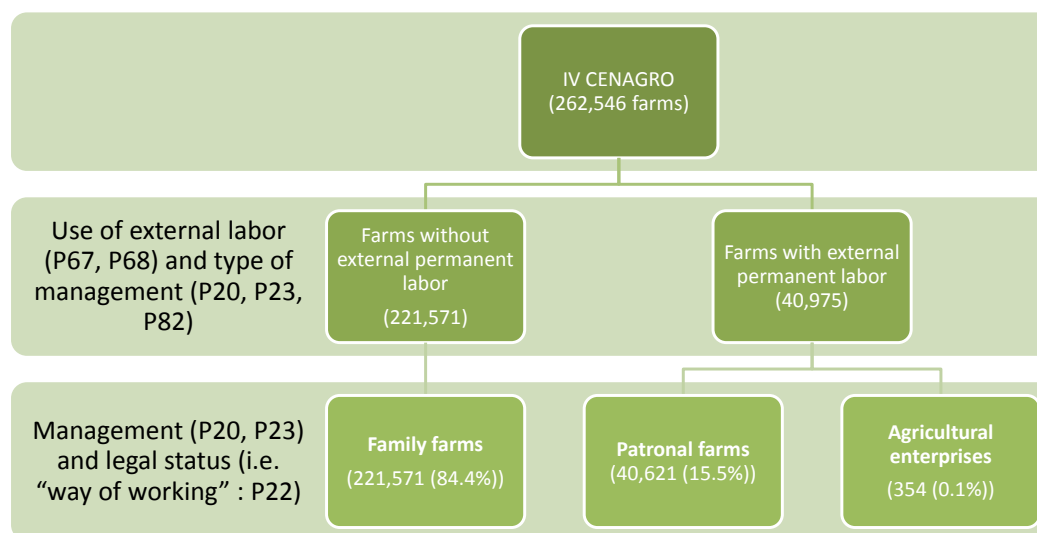 IV CENAGRO
(262,546 farms)
Use of external labor
(P67, P68) and type of
management (P20, P23,
P82)
Farms without
external permanent
labor
(221,571)
Farms with external
permanent labor
(40,975)
Management (P20, P23)
and legal status (i.e.
“way of working” : P22)
Family farms
(221,571 (84.4%))
Patronal farms
(40,621 (15.5%))
Agricultural
enterprises
(354 (0.1%))